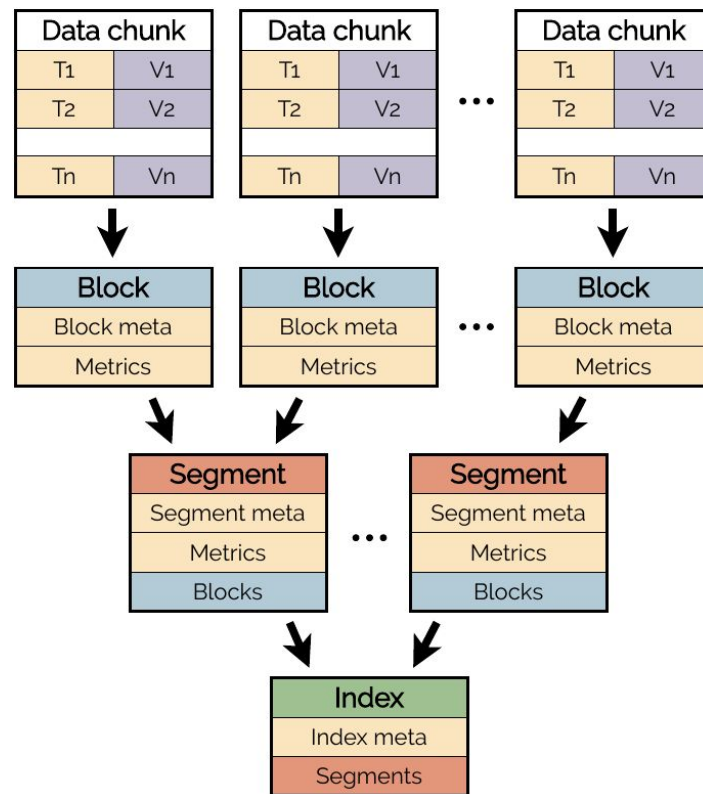 Data chunk Data chunk Data chunk
T1 V1 T1 V1 T1 V1
T2 V2 T2 V2 ... T2 V2
Tn Vn Tn Vn Tn Vn
Block Block Block
Block meta Block meta ... Block meta
Metrics Metrics Metrics
Segment Segment
Segment meta Segment meta
Metrics ... Metrics
Blocks Blocks
Index
Index meta
Segments